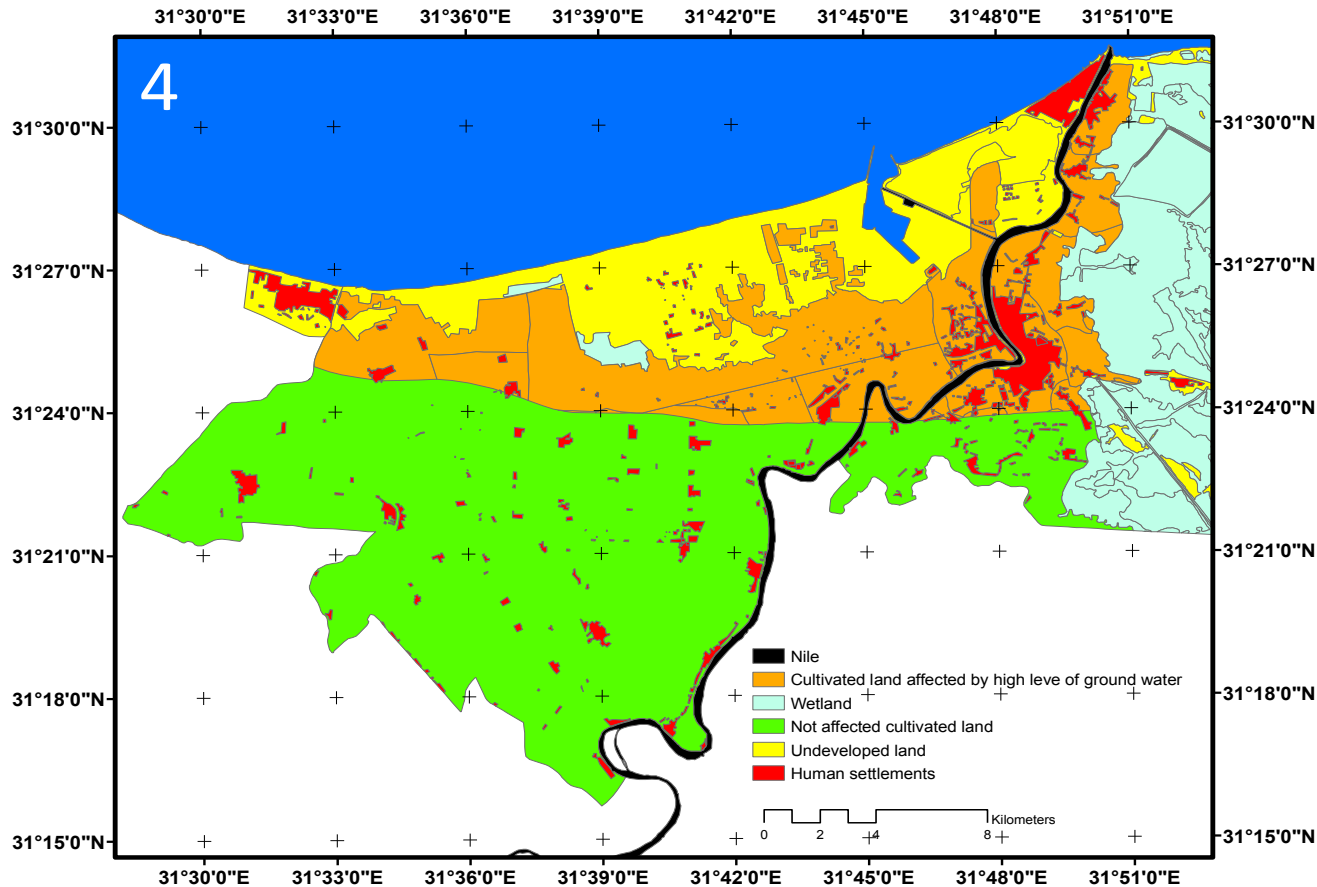 31°30'0"E 31°33'0"E 31°36'0"E 31°39'0"E 31°42'0"E 31°45'0"E 31°48'0"E 31°51'0"E
4
31°30'0"N 31°30'0"N
31°27'0"N 31°27'0"N
31°24'0"N 31°24'0"N
31°21'0"N 31°21'0"N
Nile
Cultivated land affected by high leve of ground water
31°18'0"N 31°18'0"N
Wetland
Not affected cultivated land
Undeveloped land
Human settlements
Kilometers
0 2 4 8
31°15'0"N 31°15'0"N
31°30'0"E 31°33'0"E 31°36'0"E 31°39'0"E 31°42'0"E 31°45'0"E 31°48'0"E 31°51'0"E